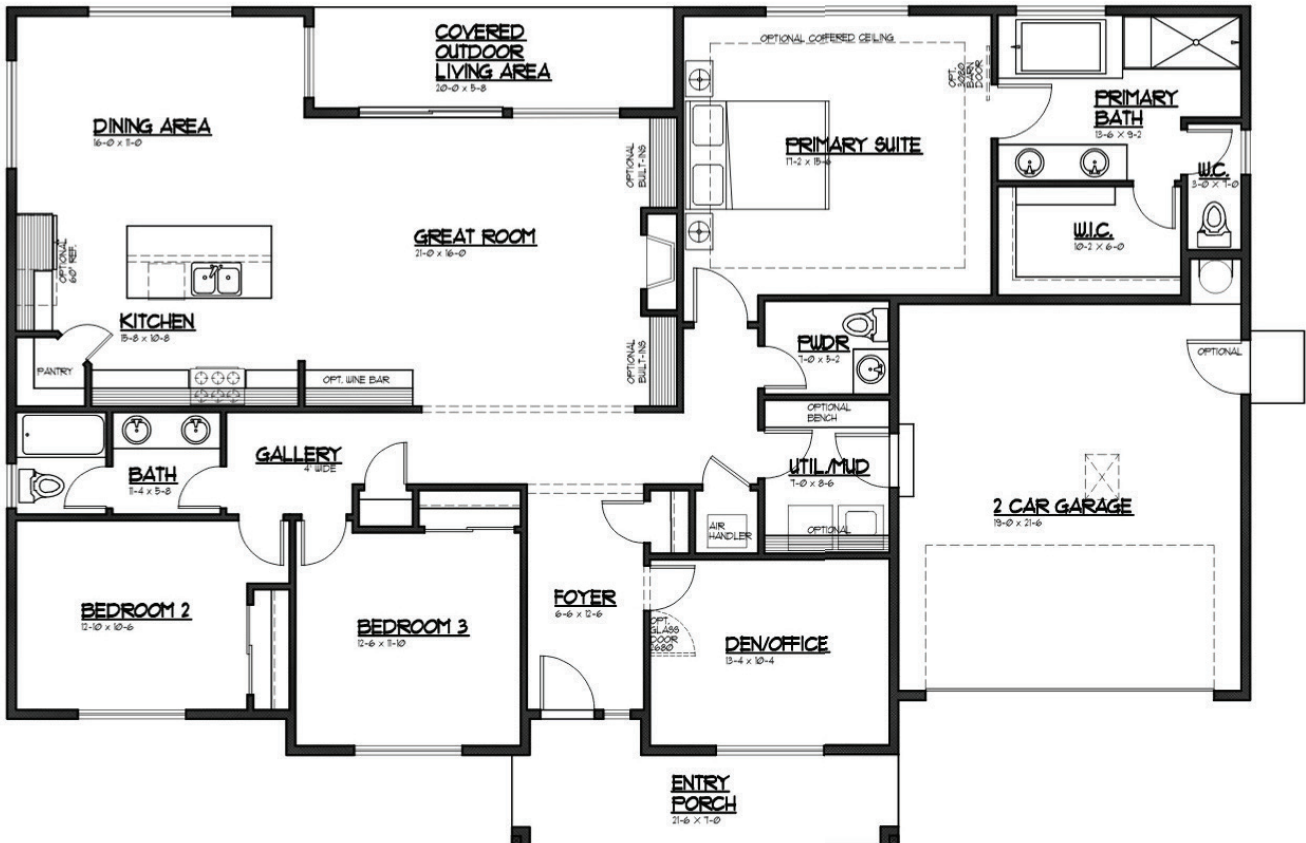 COVERED
OUTDOOR
LIVING AREA
20-0 x 5-8
OPTIONAL COFFERED CEILING
OPT.
3080
BARN
DOOR
PRIMARY
BATH
13-6 x 9-2
DINING AREA
16-0 x 11-0
OPTIONAL
BUILT-INS
PRIMARY SUITE
17-2 x 15-6
W.C.
3-0 x 7-0
GREAT ROOM
21-0 x 16-0
W.I.C.
10-2 x 6-0
OPTIONAL
60" REF.
KITCHEN
15-8 x 10-8
PANTRY
OPT. WINE BAR
OPTIONAL
BUILT-INS
PWDR
7-0 x 5-2
OPTIONAL
OPTIONAL
BENCH
GALLERY
4' WIDE
BATH
11-4 x 5-8
UTIL./MUD
7-0 x 8-6
2 CAR GARAGE
19-0 x 21-6
AIR
HANDLER
OPTIONAL
BEDROOM 2
12-10 x 10-6
BEDROOM 3
12-6 x 11-10
FOYER
6-6 x 12-6
OPT.
GLASS
DOOR
2680
DEN/OFFICE
13-4 x 10-4
ENTRY
PORCH
21-6 x 7-0